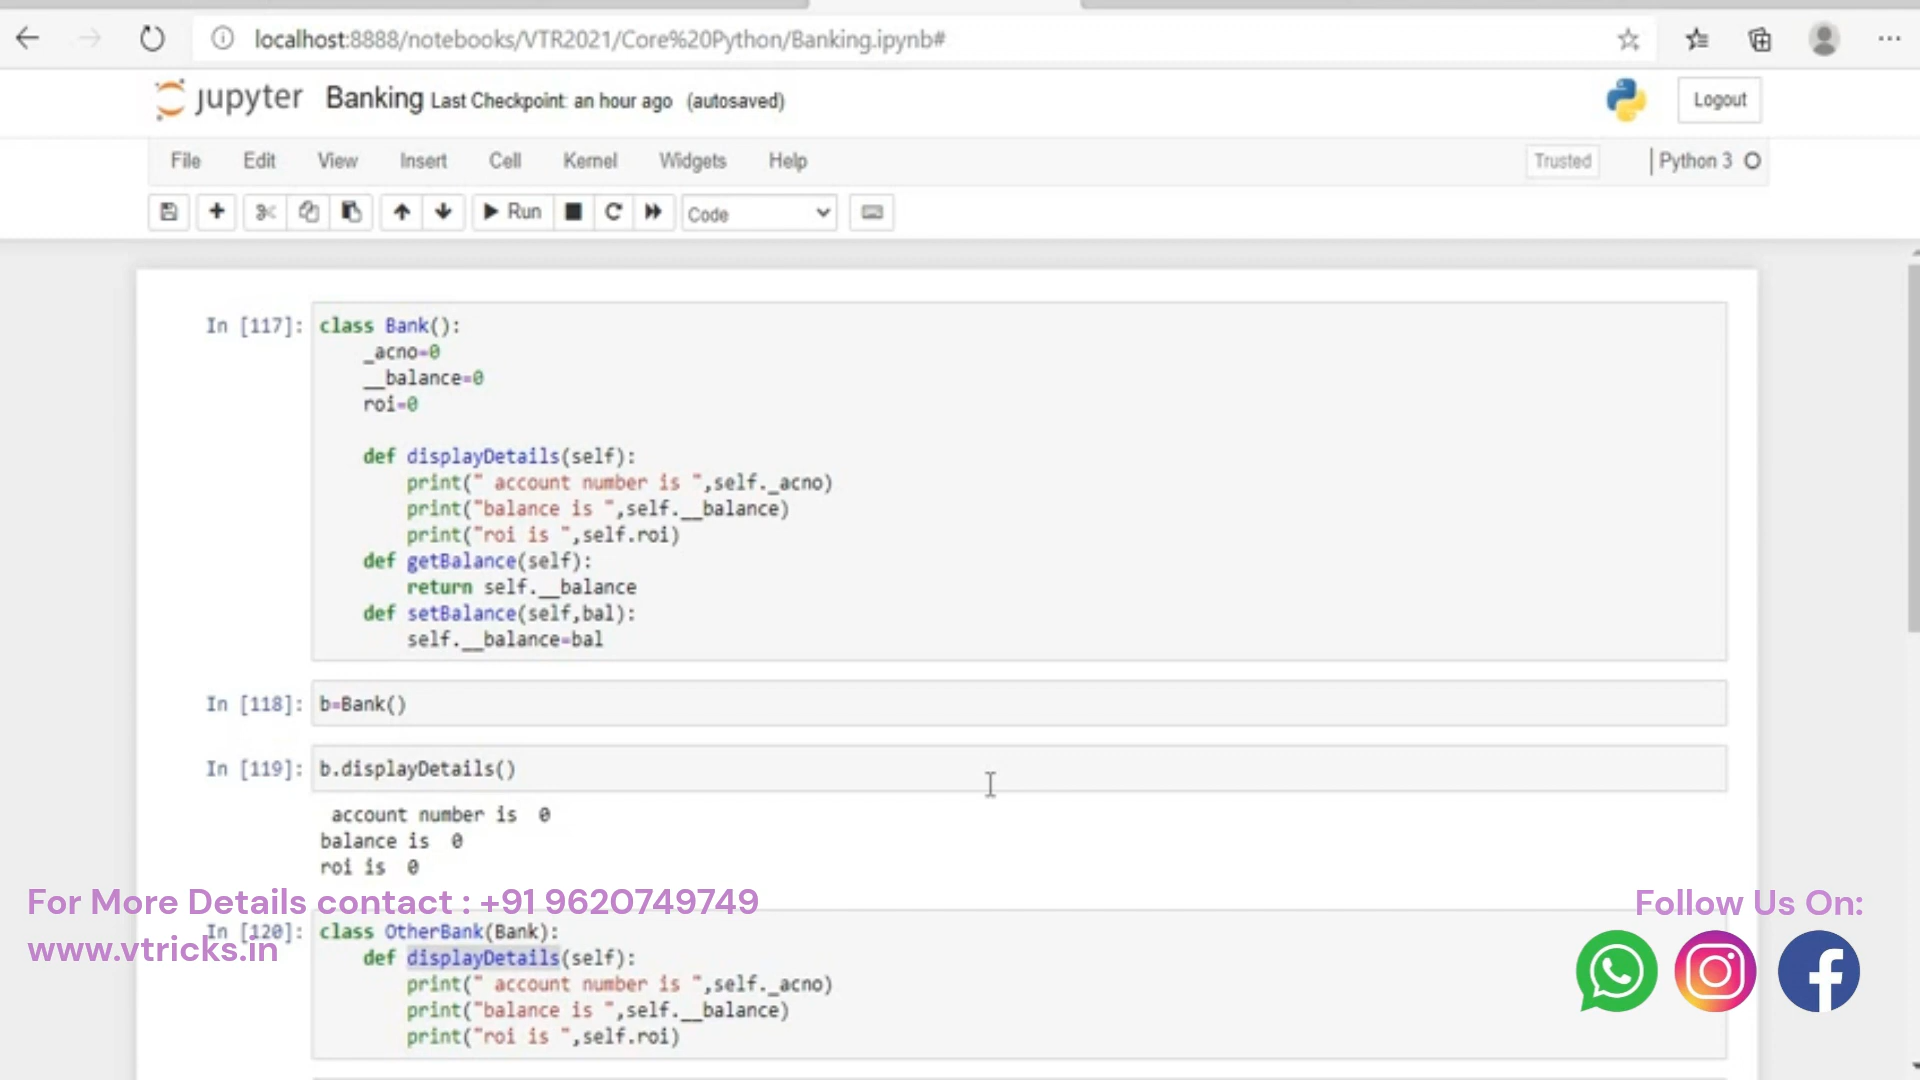 localhost:8888/notebooks/VTR2021/Core%20Python/Banking.ipynb#
jupyter Banking Last Checkpoint: an hour ago (autosaved) Logout
File Edit View Insert Cell Kernel Widgets Help Trusted | Python 3
Run Code
In [117]: class Bank():
    _acno=0
    __balance=0
    roi=0
    def displayDetails(self):
        print(" account number is ",self._acno)
        print("balance is ",self.__balance)
        print("roi is ",self.roi)
    def getBalance(self):
        return self.__balance
    def setBalance(self,bal):
        self.__balance=bal
In [118]: b=Bank()
In [119]: b.displayDetails()
 account number is  0
balance is  0
roi is  0
For More Details contact : +91 9620749749
Follow Us On:
In [120]: class OtherBank(Bank):
www.vtricks.in
    def displayDetails(self):
        print(" account number is ",self._acno)
        print("balance is ",self.__balance)
        print("roi is ",self.roi)